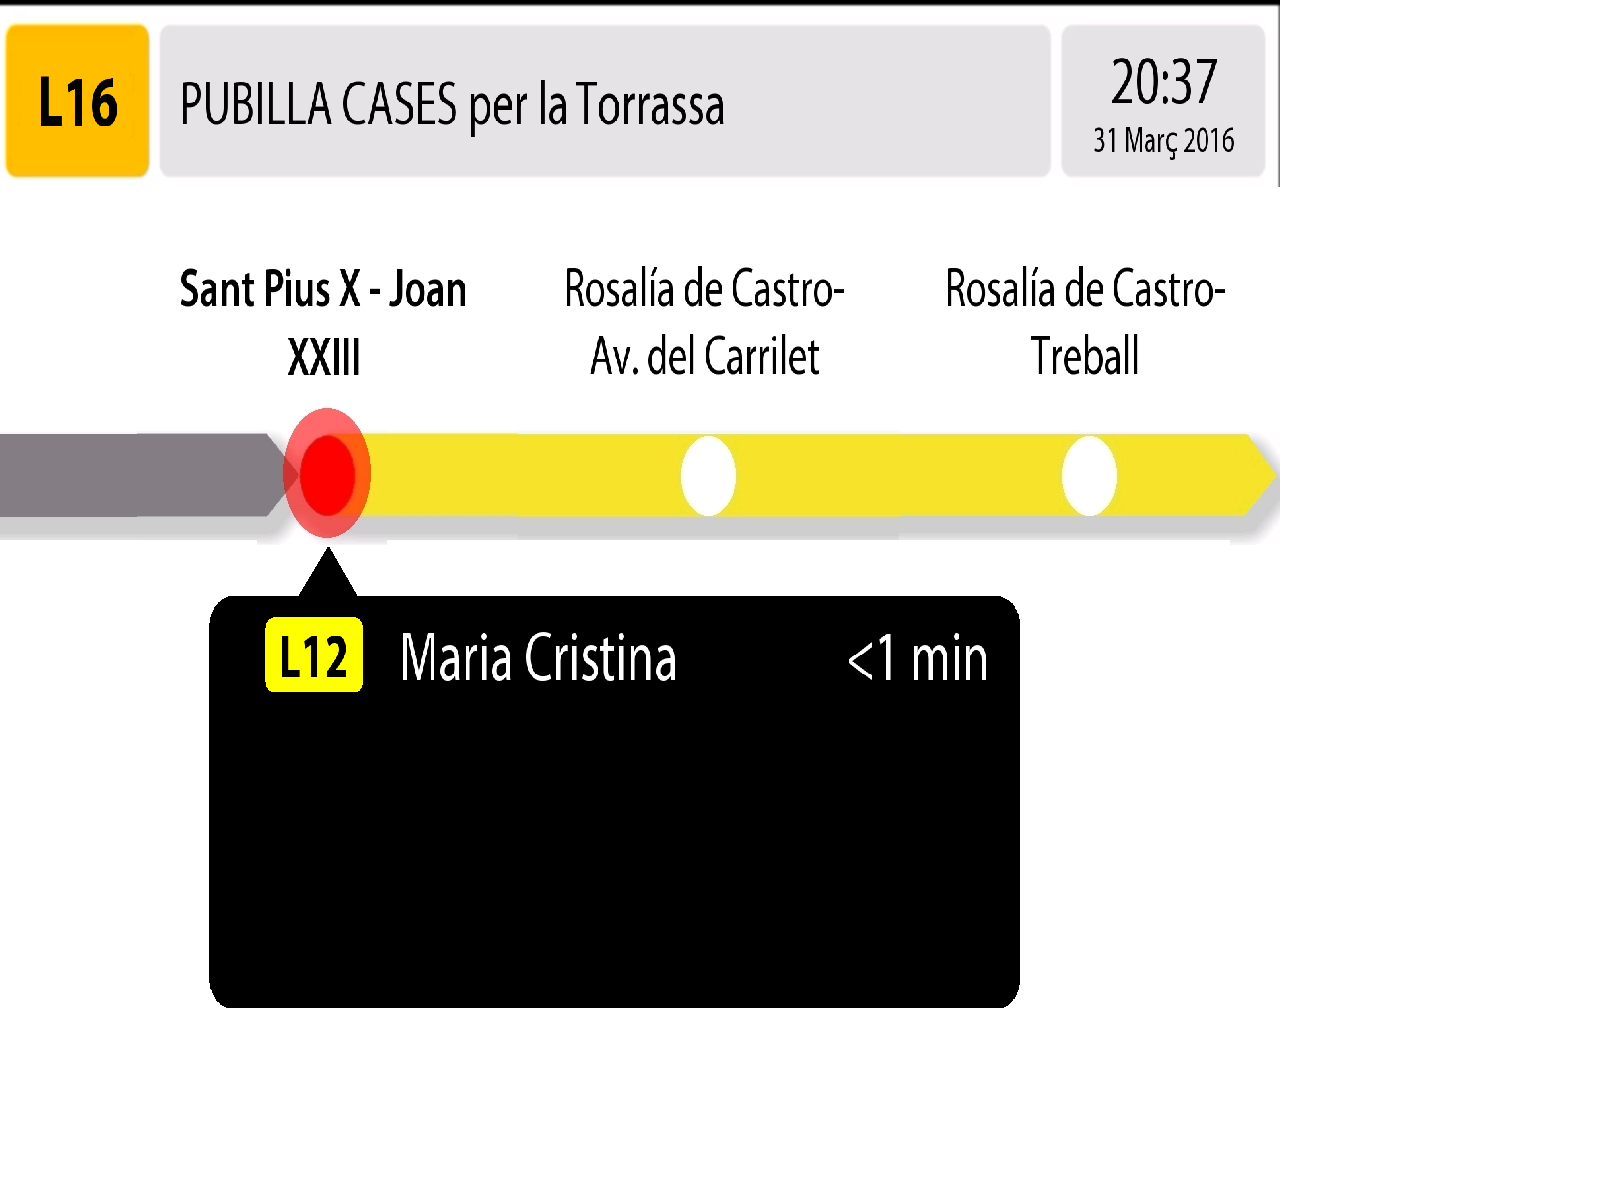 L16
PUBILLA CASES per la Torrassa
20:37
31 Març 2016
Sant Pius X - Joan
XXIII
Rosalía de Castro-
Av. del Carrilet
Rosalía de Castro-
Treball
L12 Maria Cristina <1 min